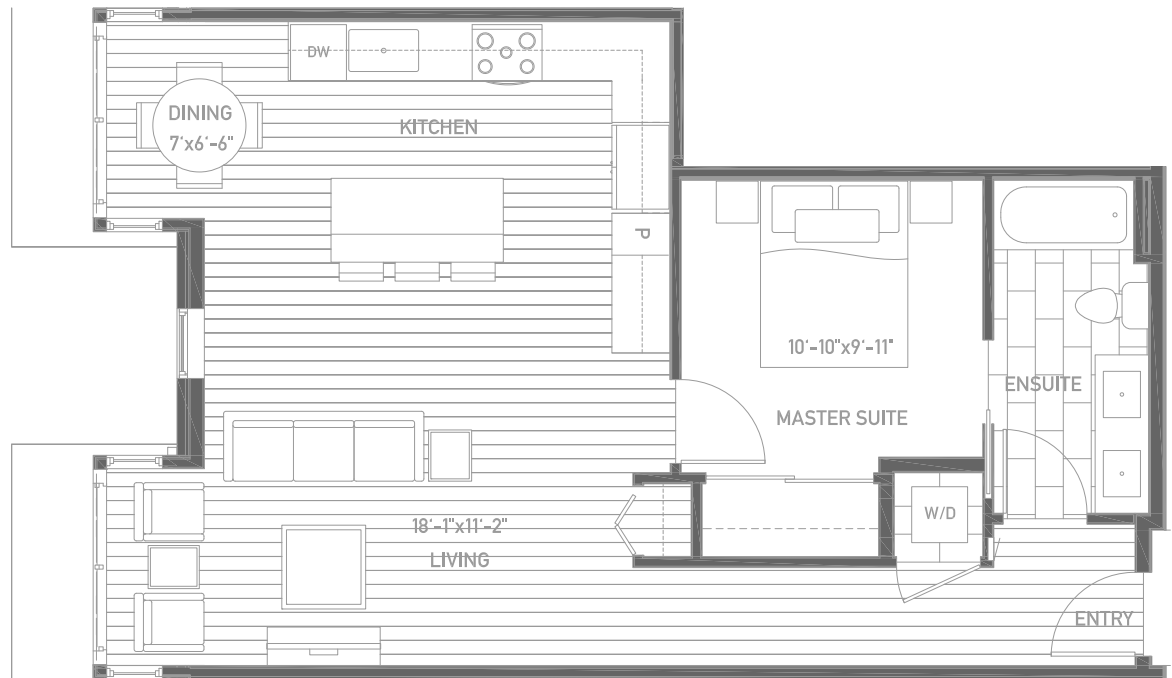 DW
DINING
7'x6'-6"
KITCHEN
P
10'-10"x9'-11"
ENSUITE
MASTER SUITE
W/D
18'-1"x11'-2"
LIVING
ENTRY